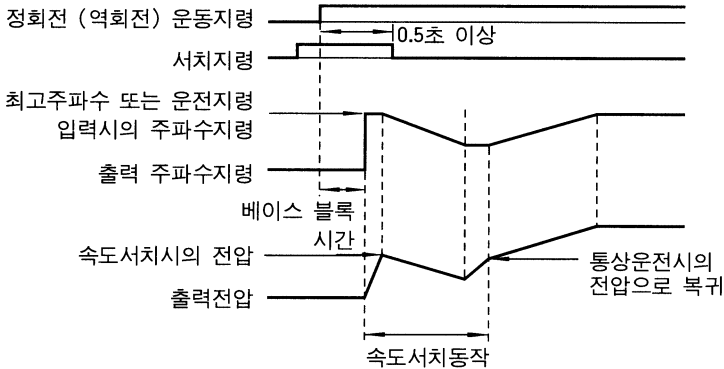 정회전 (역회전) 운동지령
0.5초 이상
서치지령
최고주파수 또는 운전지령
입력시의 주파수지령
출력 주파수지령
베이스 블록
시간
속도서치시의 전압
통상운전시의
전압으로 복귀
출력전압
속도서치동작